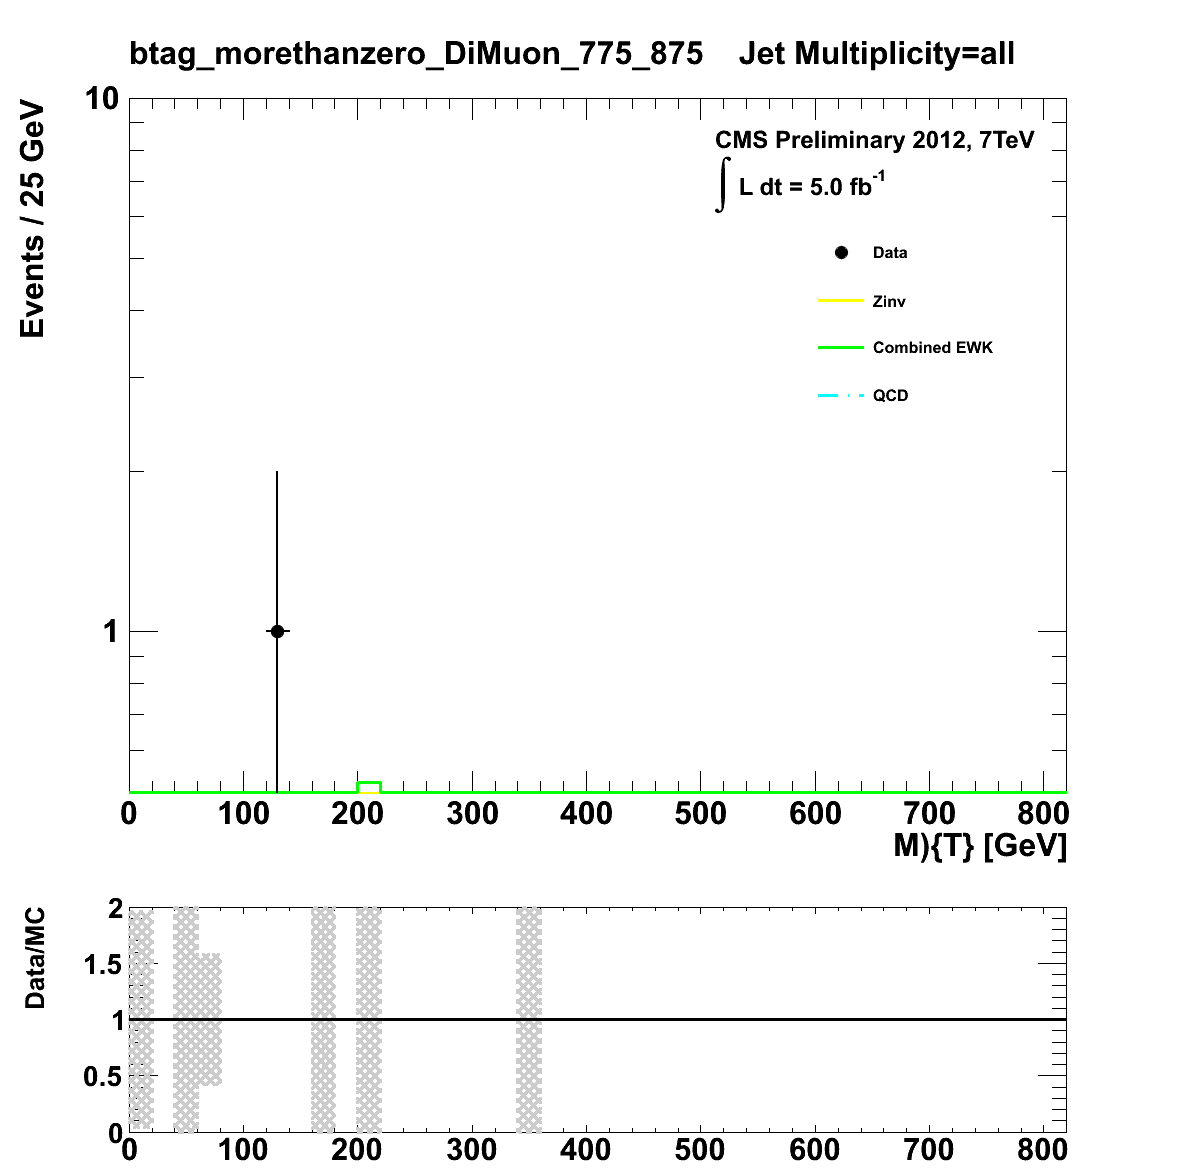 btag_morethanzero_DiMuon_775_875 Jet Multiplicity=all
Events / 25 GeV
10
1
CMS Preliminary 2012, 7TeV
∫ L dt = 5.0 fb⁻¹
Data
Zinv
Combined EWK
QCD
0 100 200 300 400 500 600 700 800
M){T} [GeV]
Data/MC
2
1.5
1
0.5
0
0 100 200 300 400 500 600 700 800